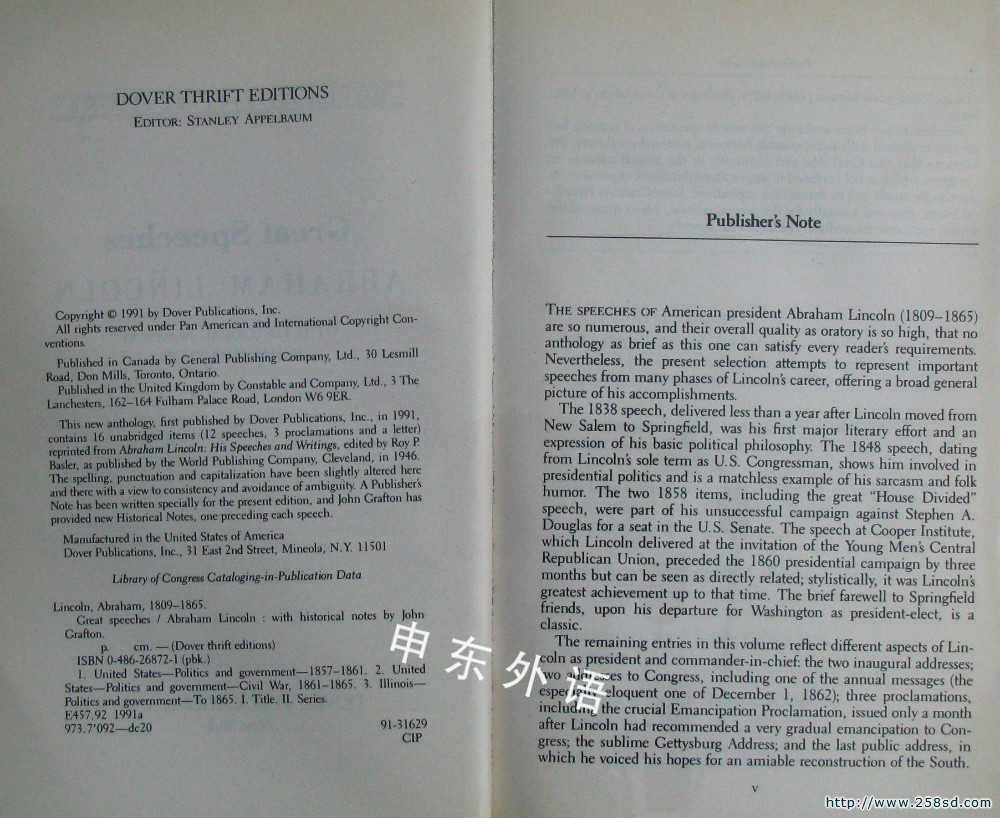 DOVER THRIFT EDITIONS
EDITOR: STANLEY APPELBAUM
Great Speeches
ABRAHAM LINCOLN
Copyright © 1991 by Dover Publications, Inc.
All rights reserved under Pan American and International Copyright Con-
ventions.
Published in Canada by General Publishing Company, Ltd., 30 Lesmill
Road, Don Mills, Toronto, Ontario.
Published in the United Kingdom by Constable and Company, Ltd., 3 The
Lanchesters, 162–164 Fulham Palace Road, London W6 9ER.
This new anthology, first published by Dover Publications, Inc., in 1991,
contains 16 unabridged items (12 speeches, 3 proclamations and a letter)
reprinted from Abraham Lincoln: His Speeches and Writings, edited by Roy P.
Basler, as published by the World Publishing Company, Cleveland, in 1946.
The spelling, punctuation and capitalization have been slightly altered here
and there with a view to consistency and avoidance of ambiguity. A Publisher's
Note has been written specially for the present edition, and John Grafton has
provided new Historical Notes, one preceding each speech.
Manufactured in the United States of America
Dover Publications, Inc., 31 East 2nd Street, Mineola, N.Y. 11501
Library of Congress Cataloging-in-Publication Data
Lincoln, Abraham, 1809–1865.
Great speeches / Abraham Lincoln : with historical notes by John
Grafton.
p. cm. — (Dover thrift editions)
ISBN 0-486-26872-1 (pbk.)
1. United States—Politics and government—1857–1861. 2. United
States—Politics and government—Civil War, 1861–1865. 3. Illinois—
Politics and government—To 1865. I. Title. II. Series.
E457.92 1991a
973.7'092—dc20 91-31629
CIP
Publisher's Note
THE SPEECHES OF American president Abraham Lincoln (1809–1865)
are so numerous, and their overall quality as oratory is so high, that no
anthology as brief as this one can satisfy every reader's requirements.
Nevertheless, the present selection attempts to represent important
speeches from many phases of Lincoln's career, offering a broad general
picture of his accomplishments.
The 1838 speech, delivered less than a year after Lincoln moved from
New Salem to Springfield, was his first major literary effort and an
expression of his basic political philosophy. The 1848 speech, dating
from Lincoln's sole term as U.S. Congressman, shows him involved in
presidential politics and is a matchless example of his sarcasm and folk
humor. The two 1858 items, including the great "House Divided"
speech, were part of his unsuccessful campaign against Stephen A.
Douglas for a seat in the U.S. Senate. The speech at Cooper Institute,
which Lincoln delivered at the invitation of the Young Men's Central
Republican Union, preceded the 1860 presidential campaign by three
months but can be seen as directly related; stylistically, it was Lincoln's
greatest achievement up to that time. The brief farewell to Springfield
friends, upon his departure for Washington as president-elect, is a
classic.
The remaining entries in this volume reflect different aspects of Lin-
coln as president and commander-in-chief: the two inaugural addresses;
two addresses to Congress, including one of the annual messages (the
especially eloquent one of December 1, 1862); three proclamations,
including the crucial Emancipation Proclamation, issued only a month
after Lincoln had recommended a very gradual emancipation to Con-
gress; the sublime Gettysburg Address; and the last public address, in
which he voiced his hopes for an amiable reconstruction of the South.
v
申东外语
http://www.258sd.com